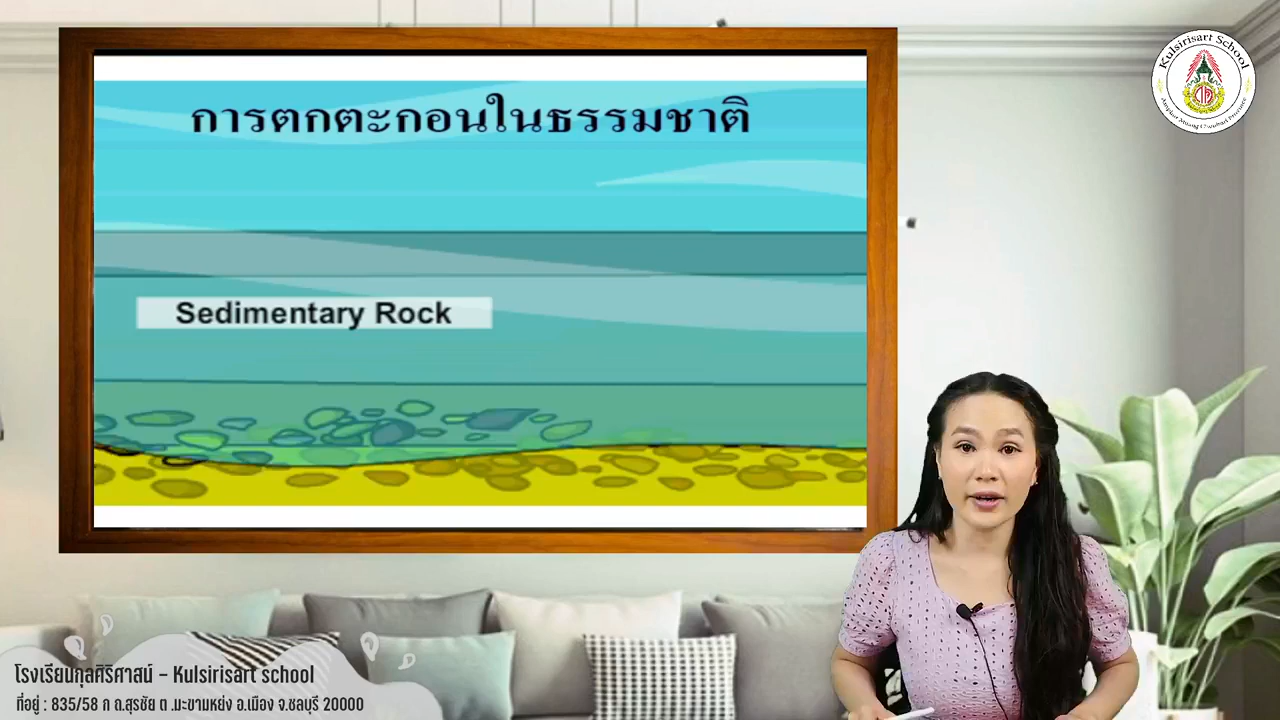 การตกตะกอนในธรรมชาติ
Sedimentary Rock
Kulsirisart School
โรงเรียนกุลศิริศาสน์ - Kulsirisart school
ที่อยู่ : 835/58 ก ถ.สุรชัย ต .มะขามหย่ง อ.เมือง จ.ชลบุรี 20000